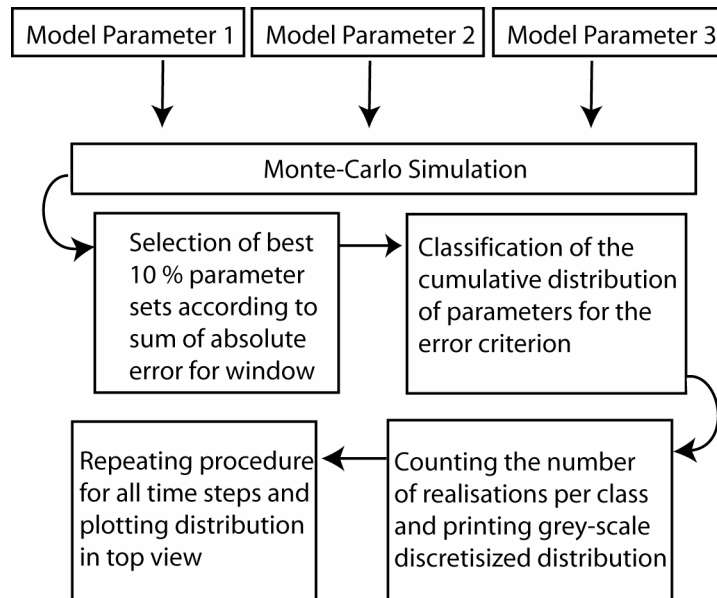 Model Parameter 1
Model Parameter 2
Model Parameter 3
Monte-Carlo Simulation
Selection of best
10 % parameter
sets according to
sum of absolute
error for window
Classification of the
cumulative distribution
of parameters for the
error criterion
Repeating procedure
for all time steps and
plotting distribution
in top view
Counting the number
of realisations per class
and printing grey-scale
discretisized distribution